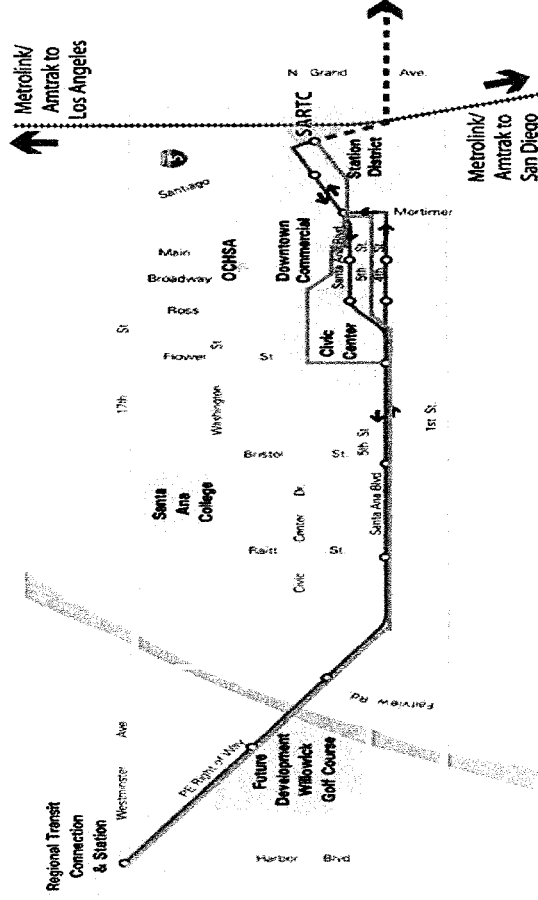 Metrolink/
Amtrak to
Los Angeles
N Grand Ave.
SARTC
Station
District
Metrolink/
Amtrak to
San Diego
5
Santiago
Mortimer
Main
Broadway
OCHSA
Downtown
Commercial
Santa Ana Blvd
5th St.
4th St.
Ross
Flower St
Civic
Center
17th St
Washington St
Bristol St.
5th St
1st St.
Santa
Ana
College
Civic Center Dr.
Santa Ana Blvd
Raitt St.
Fairview Rd
PE Right of Way
Future
Development
Willowick
Golf Course
Westminster Ave
Regional Transit
Connection
& Station
Harbor Blvd.